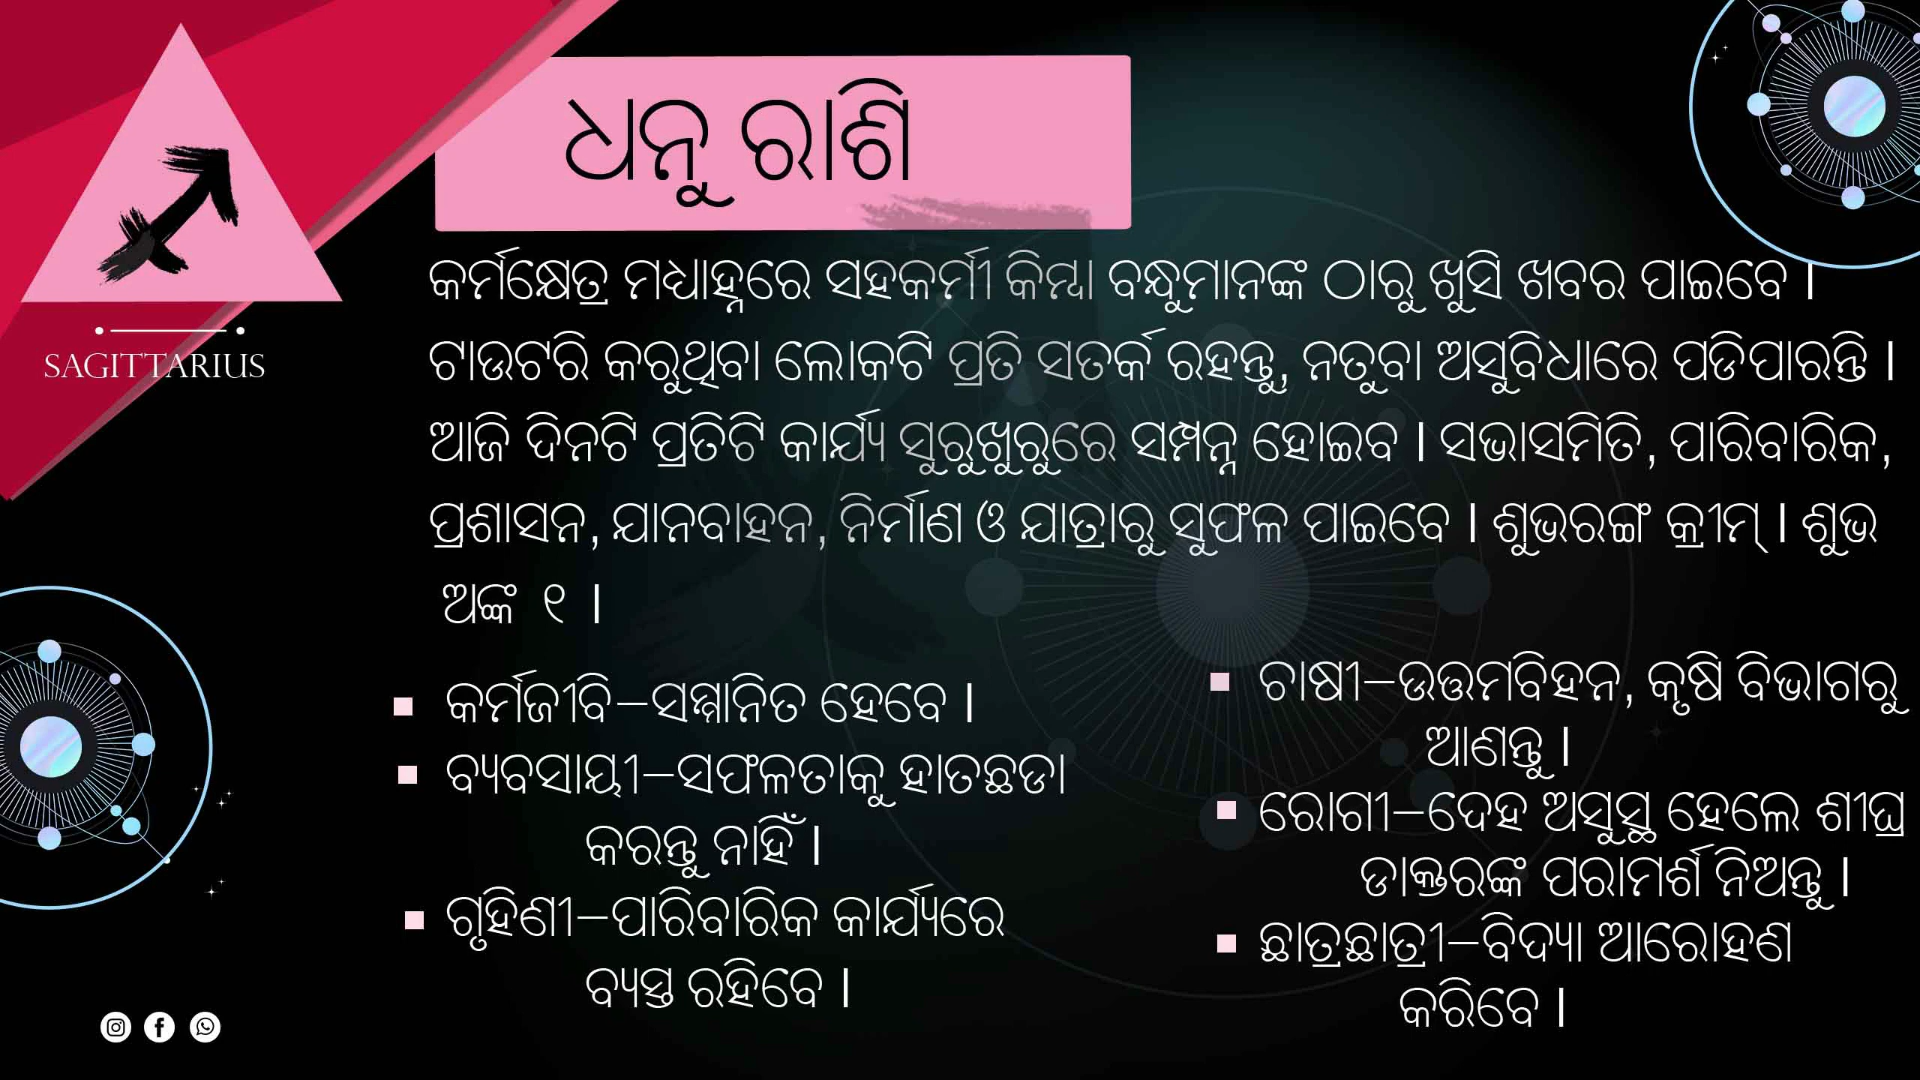 ଧନୁ ରାଶି
SAGITTARIUS
କର୍ମକ୍ଷେତ୍ର ମଧ୍ୟାହ୍ନରେ ସହକର୍ମୀ କିମ୍ବା ବନ୍ଧୁମାନଙ୍କ ଠାରୁ ଖୁସି ଖବର ପାଇବେ ।
ଟାଉଟରି କରୁଥିବା ଲୋକଟି ପ୍ରତି ସତର୍କ ରହନ୍ତୁ, ନତୁବା ଅସୁବିଧାରେ ପଡିପାରନ୍ତି ।
ଆଜି ଦିନଟି ପ୍ରତିଟି କାର୍ଯ୍ୟ ସୁରୁଖୁରୁରେ ସମ୍ପନ୍ନ ହୋଇବ । ସଭାସମିତି, ପାରିବାରିକ,
ପ୍ରଶାସନ, ଯାନବାହନ, ନିର୍ମାଣ ଓ ଯାତ୍ରାରୁ ସୁଫଳ ପାଇବେ । ଶୁଭରଙ୍ଗ କ୍ରୀମ୍ । ଶୁଭ
ଅଙ୍କ ୧ ।
କର୍ମଜୀବି–ସମ୍ମାନିତ ହେବେ ।
ବ୍ୟବସାୟୀ–ସଫଳତାକୁ ହାତଛଡା
କରନ୍ତୁ ନାହିଁ ।
ଗୃହିଣୀ–ପାରିବାରିକ କାର୍ଯ୍ୟରେ
ବ୍ୟସ୍ତ ରହିବେ ।
ଚାଷୀ–ଉତ୍ତମବିହନ, କୃଷି ବିଭାଗରୁ
ଆଣନ୍ତୁ ।
ରୋଗୀ–ଦେହ ଅସୁସ୍ଥ ହେଲେ ଶୀଘ୍ର
ଡାକ୍ତରଙ୍କ ପରାମର୍ଶ ନିଅନ୍ତୁ ।
ଛାତ୍ରଛାତ୍ରୀ–ବିଦ୍ୟା ଆରୋହଣ
କରିବେ ।